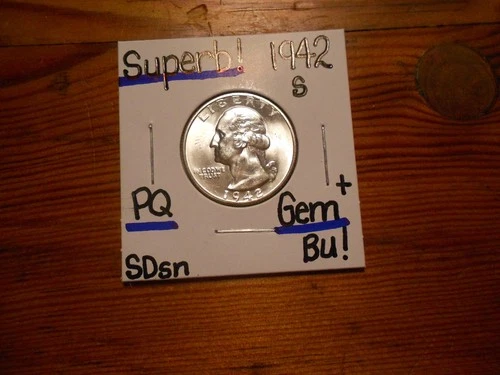 Superb! 1942
S
LIBERTY
IN GOD WE
TRUST
1942
PQ
Gem+
Bu!
SDsn